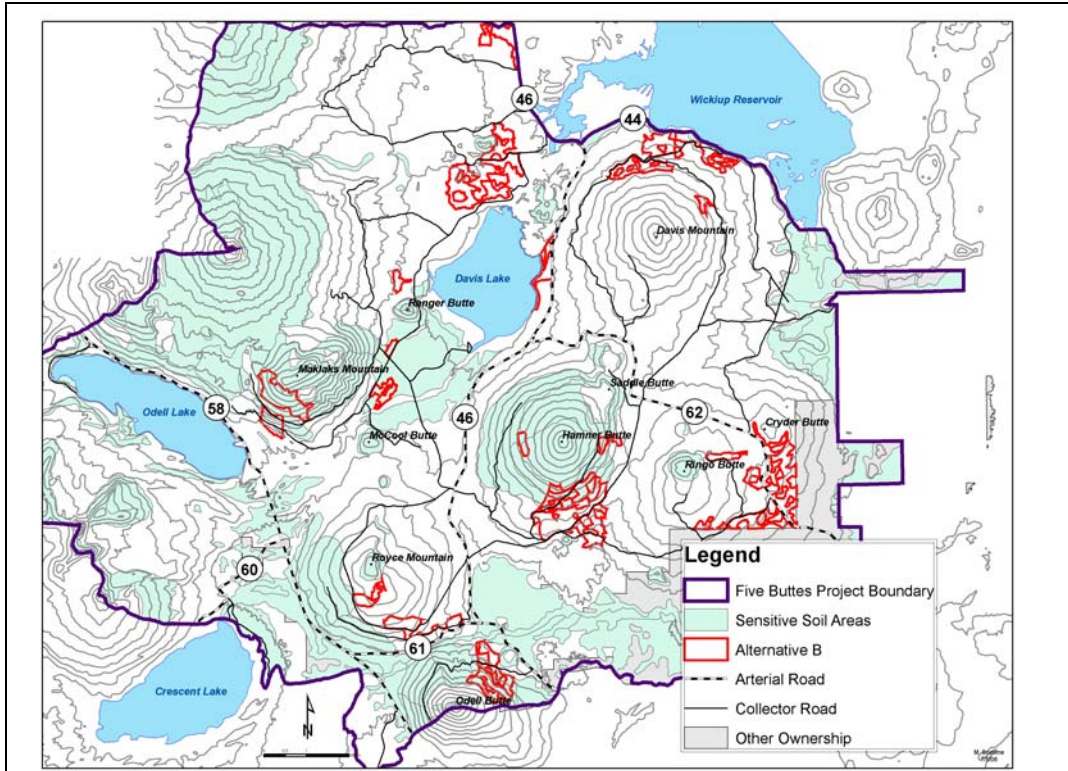 46
44
Wickiup Reservoir
Davis Mountain
Davis Lake
Ranger Butte
Maklaks Mountain
Saddle Butte
58
Odell Lake
46
62
Cryder Butte
McCool Butte
Hamner Butte
Ringo Butte
Royce Mountain
60
61
Crescent Lake
Odell Butte
N
Legend
Five Buttes Project Boundary
Sensitive Soil Areas
Alternative B
Arterial Road
Collector Road
Other Ownership